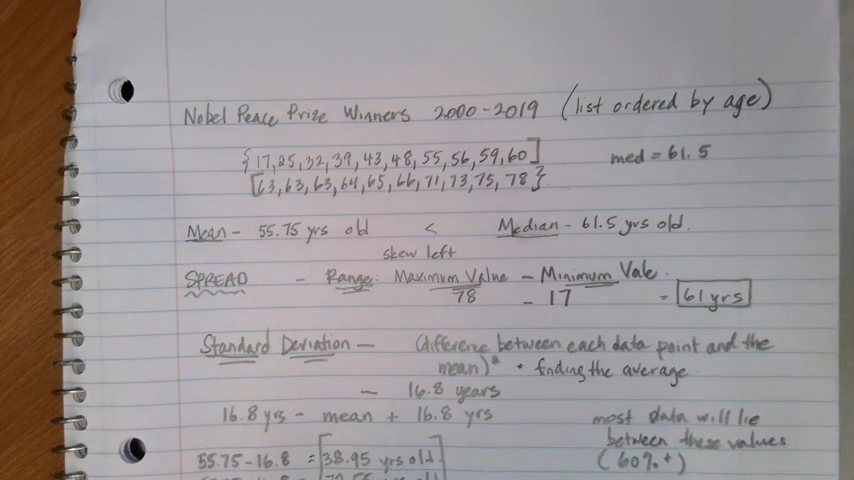 Nobel Peace Prize Winners 2000-2019 (list ordered by age)
{17,25,32,39,43,48,55,56,59,60] med = 61.5
[63,63,63,64,65,66,71,73,75,78}
Mean - 55.75 yrs old < Median - 61.5 yrs old.
skew left
SPREAD - Range: Maximum Value - Minimum Vale.
78 - 17 = 61 yrs
Standard Deviation - (difference between each data point and the
mean)² • finding the average
- 16.8 years
16.8 yrs - mean + 16.8 yrs most data will lie
between these values
55.75-16.8 = [38.95 yrs old] (60%+)